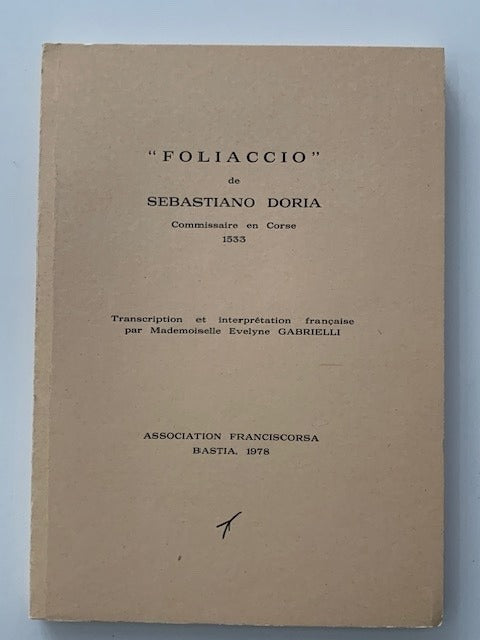 "FOLIACCIO"
de
SEBASTIANO DORIA
Commissaire en Corse
1533
Transcription et interprétation française
par Mademoiselle Evelyne GABRIELLI
ASSOCIATION FRANCISCORSA
BASTIA, 1978